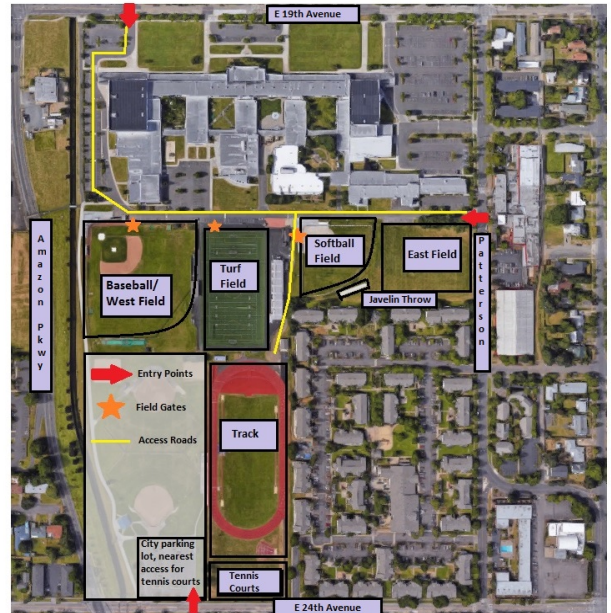 E 19th Avenue
Amazon Pkwy
Baseball/
West Field
Turf
Field
Softball
Field
East Field
Javelin Throw
Patterson
Entry Points
Field Gates
Access Roads
Track
City parking
lot, nearest
access for
tennis courts
Tennis
Courts
E 24th Avenue